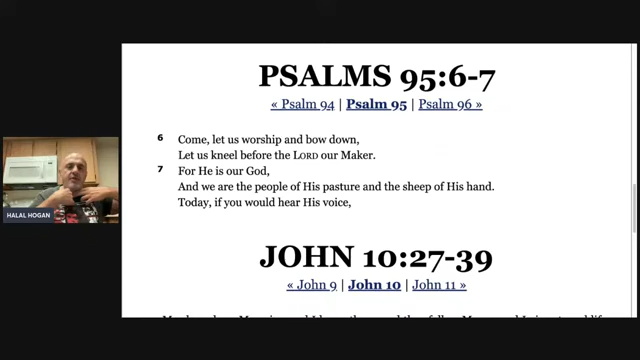 PSALMS 95:6-7
« Psalm 94 | Psalm 95 | Psalm 96 »
6 Come, let us worship and bow down,
Let us kneel before the LORD our Maker.
7 For He is our God,
And we are the people of His pasture and the sheep of His hand.
Today, if you would hear His voice,
HALAL HOGAN
JOHN 10:27-39
« John 9 | John 10 | John 11 »